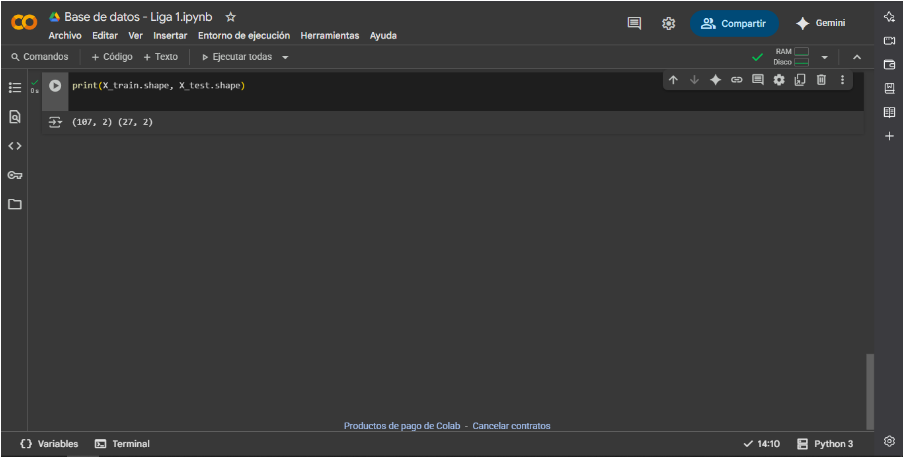 Base de datos - Liga 1.ipynb
Compartir
Gemini
Archivo Editar Ver Insertar Entorno de ejecución Herramientas Ayuda
Comandos + Código + Texto Ejecutar todas
RAM
Disco
0 s
print(X_train.shape, X_test.shape)
(107, 2) (27, 2)
Productos de pago de Colab - Cancelar contratos
{} Variables Terminal 14:10 Python 3